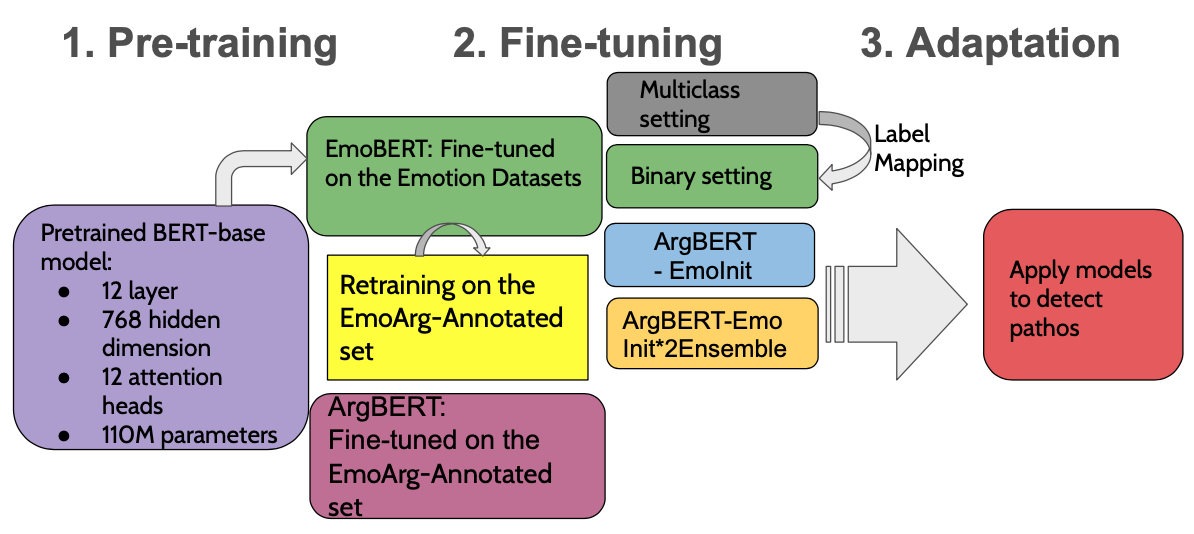 1. Pre-training
2. Fine-tuning
3. Adaptation
Pretrained BERT-base
model:
● 12 layer
● 768 hidden
dimension
● 12 attention
heads
● 110M parameters
EmoBERT: Fine-tuned
on the Emotion Datasets
Retraining on the
EmoArg-Annotated
set
ArgBERT:
Fine-tuned on the
EmoArg-Annotated
set
Multiclass
setting
Label
Mapping
Binary setting
ArgBERT
- EmoInit
ArgBERT-Emo
Init*2Ensemble
Apply models
to detect
pathos